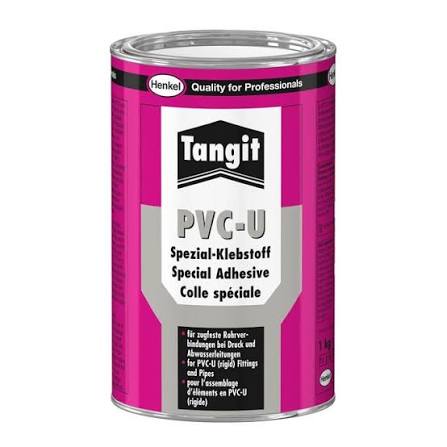 Henkel
Quality for Professionals
Tangit
PVC-U
Spezial-Klebstoff
Special Adhesive
Colle spéciale
• für zugfeste Rohrver-
bindungen bei Druck und
Abwasserleitungen
• for PVC-U (rigid) Fittings
and Pipes
• pour l'assemblage
d'éléments en PVC-U
(rigide)
1 kg